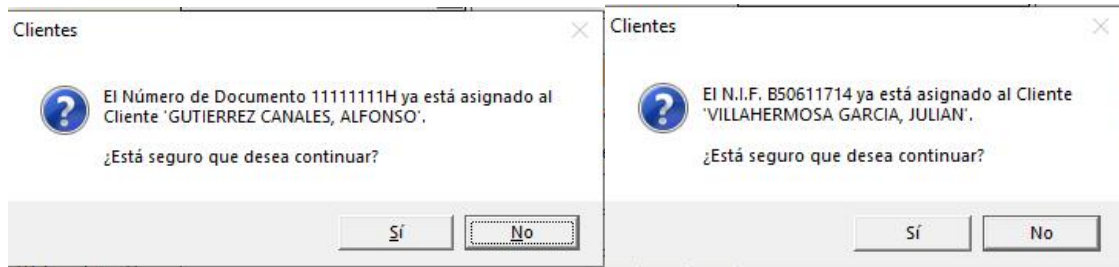 Clientes
El Número de Documento 11111111H ya está asignado al
Cliente 'GUTIERREZ CANALES, ALFONSO'.
¿Está seguro que desea continuar?
Sí
No
Clientes
El N.I.F. B50611714 ya está asignado al Cliente
'VILLAHERMOSA GARCIA, JULIAN'.
¿Está seguro que desea continuar?
Sí
No